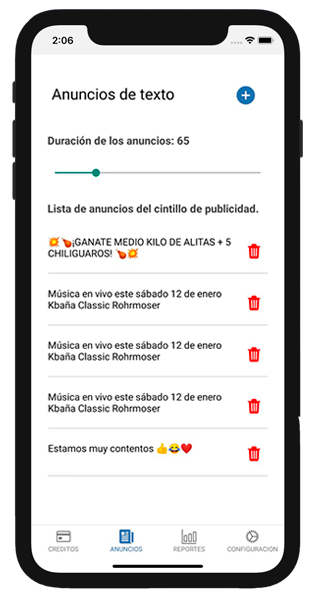 2:06
Anuncios de texto
Duración de los anuncios: 65
Lista de anuncios del cintillo de publicidad.
💥☄️¡GANATE MEDIO KILO DE ALITAS + 5
CHILIGUAROS! ☄️💥
Música en vivo este sábado 12 de enero
Kbaña Classic Rohrmoser
Música en vivo este sábado 12 de enero
Kbaña Classic Rohrmoser
Música en vivo este sábado 12 de enero
Kbaña Classic Rohrmoser
Estamos muy contentos 👍😂❤️
CREDITOS ANUNCIOS REPORTES CONFIGURACION